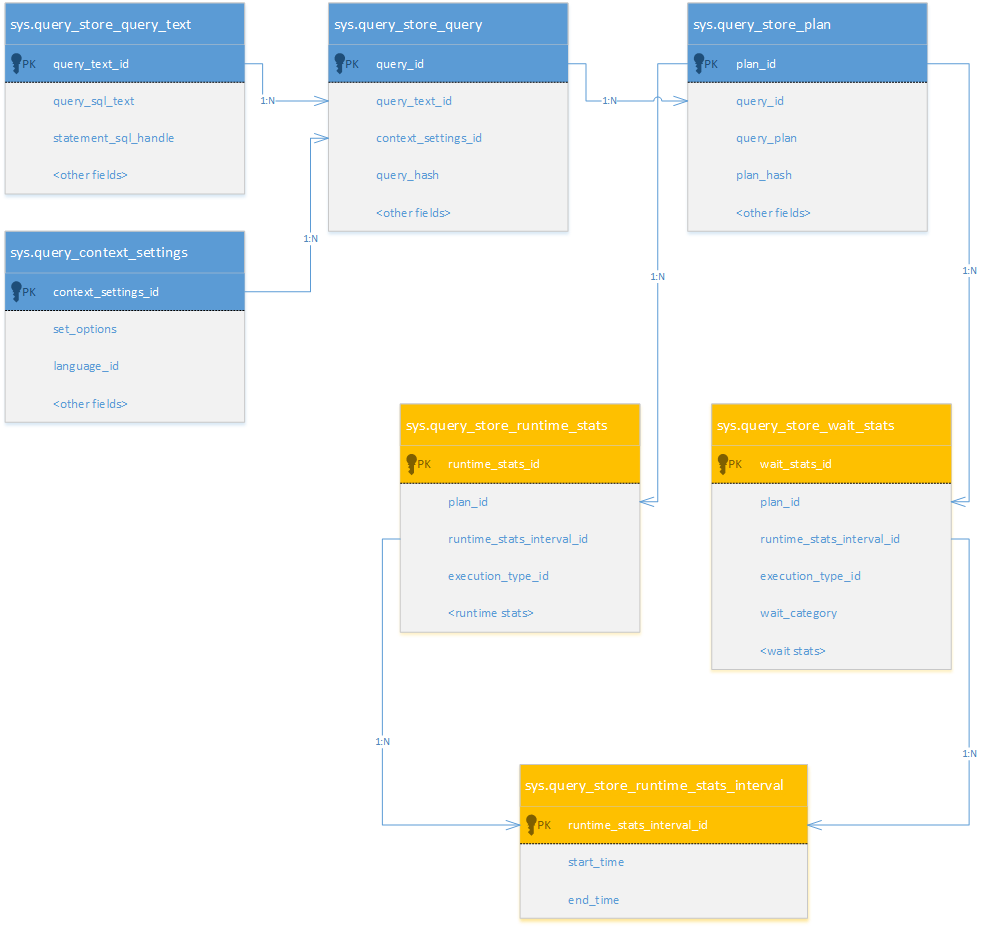 sys.query_store_query_text
PK query_text_id
query_sql_text
statement_sql_handle
<other fields>
1:N
sys.query_store_query
PK query_id
query_text_id
context_settings_id
query_hash
<other fields>
1:N
sys.query_store_plan
PK plan_id
query_id
query_plan
plan_hash
<other fields>
sys.query_context_settings
PK context_settings_id
set_options
language_id
<other fields>
1:N
1:N
1:N
sys.query_store_runtime_stats
PK runtime_stats_id
plan_id
runtime_stats_interval_id
execution_type_id
<runtime stats>
sys.query_store_wait_stats
PK wait_stats_id
plan_id
runtime_stats_interval_id
execution_type_id
wait_category
<wait stats>
1:N
1:N
sys.query_store_runtime_stats_interval
PK runtime_stats_interval_id
start_time
end_time